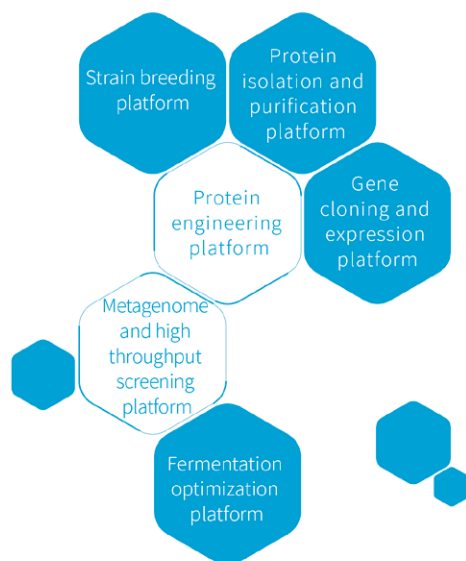 Strain breeding
platform
Protein
isolation and
purification
platform
Protein
engineering
platform
Gene
cloning and
expression
platform
Metagenome
and high
throughput
screening
platform
Fermentation
optimization
platform